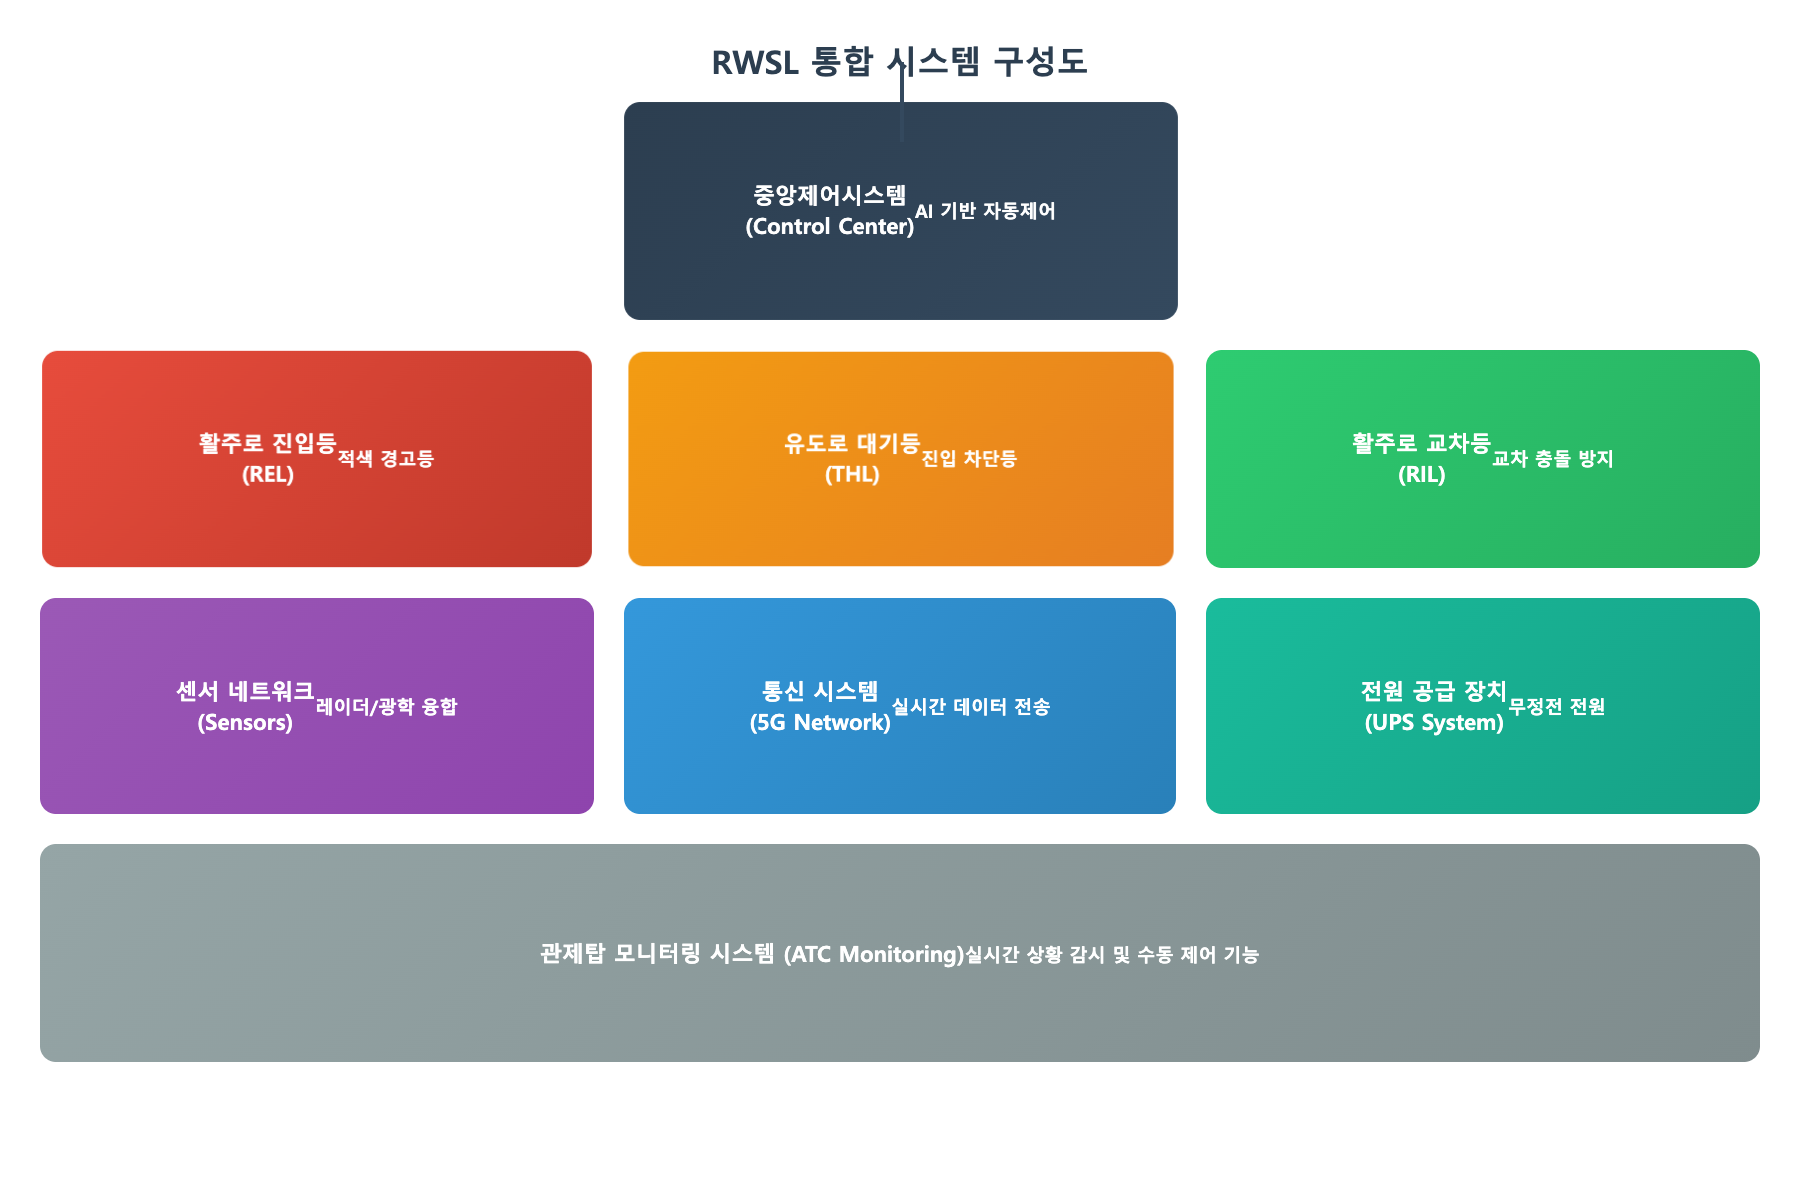 RWSL 통합 시스템 구성도
중앙제어시스템
(Control Center)
AI 기반 자동제어
활주로 진입등
(REL)
적색 경고등
유도로 대기등
(THL)
진입 차단등
활주로 교차등
(RIL)
교차 충돌 방지
센서 네트워크
(Sensors)
레이더/광학 융합
통신 시스템
(5G Network)
실시간 데이터 전송
전원 공급 장치
(UPS System)
무정전 전원
관제탑 모니터링 시스템 (ATC Monitoring)실시간 상황 감시 및 수동 제어 기능